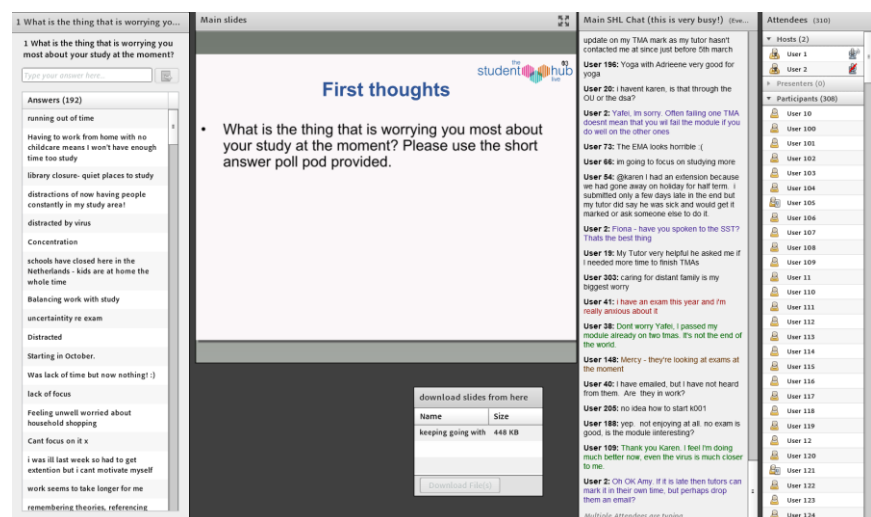 1 What is the thing that is worrying yo...
1 What is the thing that is worrying you
most about your study at the moment?
Type your answer here...
Answers (192)
running out of time
Having to work from home with no
childcare means I won't have enough
time too study
library closure- quiet places to study
distractions of now having people
constantly in my study area!
distracted by virus
Concentration
schools have closed here in the
Netherlands - kids are at home the
whole time
Balancing work with study
uncertaintity re exam
Distracted
Starting in October.
Was lack of time but now nothing! :)
lack of focus
Feeling unwell worried about
household shopping
Cant focus on it x
i was ill last week so had to get
extention but i cant motivate myself
work seems to take longer for me
remembering theories, referencing
Main slides
the
student hub
live
First thoughts
• What is the thing that is worrying you most about
your study at the moment? Please use the short
answer poll pod provided.
download slides from here
Name Size
keeping going with 448 KB
Download File(s)
Main SHL Chat (this is very busy!) (Eve...
update on my TMA mark as my tutor hasn't
contacted me at since just before 5th march
User 196: Yoga with Adrieene very good for
yoga
User 20: i havent karen, is that through the
OU or the dsa?
User 2: Yafei, im sorry. Often failing one TMA
doesnt mean that you wil fail the module if you
do well on the other ones
User 73: The EMA looks horrible :(
User 66: im going to focus on studying more
User 54: @karen I had an extension because
we had gone away on holiday for half term. i
submitted only a few days late in the end but
my tutor did say he was sick and would get it
marked or ask someone else to do it.
User 2: Fiona - have you spoken to the SST?
Thats the best thing
User 19: My Tutor very helpful he asked me if
I needed more time to finish TMAs
User 303: caring for distant family is my
biggest worry
User 41: i have an exam this year and i'm
really anxious about it
User 38: Dont worry Yafei, I passed my
module already on two tmas. It's not the end of
the world.
User 148: Mercy - they're looking at exams at
the moment
User 40: I have emailed, but I have not heard
from them. Are they in work?
User 205: no idea how to start k001
User 188: yep. not enjoying at all. no exam is
good, is the module iinteresting?
User 109: Thank you Karen. I feel I'm doing
much better now, even the virus is much closer
to me.
User 2: Oh OK Amy. If it is late then tutors can
mark it in their own time, but perhaps drop
them an email?
Multiple Attendees are typing
Attendees (310)
Hosts (2)
User 1
User 2
Presenters (0)
Participants (308)
User 10
User 100
User 101
User 102
User 103
User 104
User 105
User 106
User 107
User 108
User 109
User 11
User 110
User 111
User 112
User 113
User 114
User 115
User 116
User 117
User 118
User 119
User 12
User 120
User 121
User 122
User 123
User 124